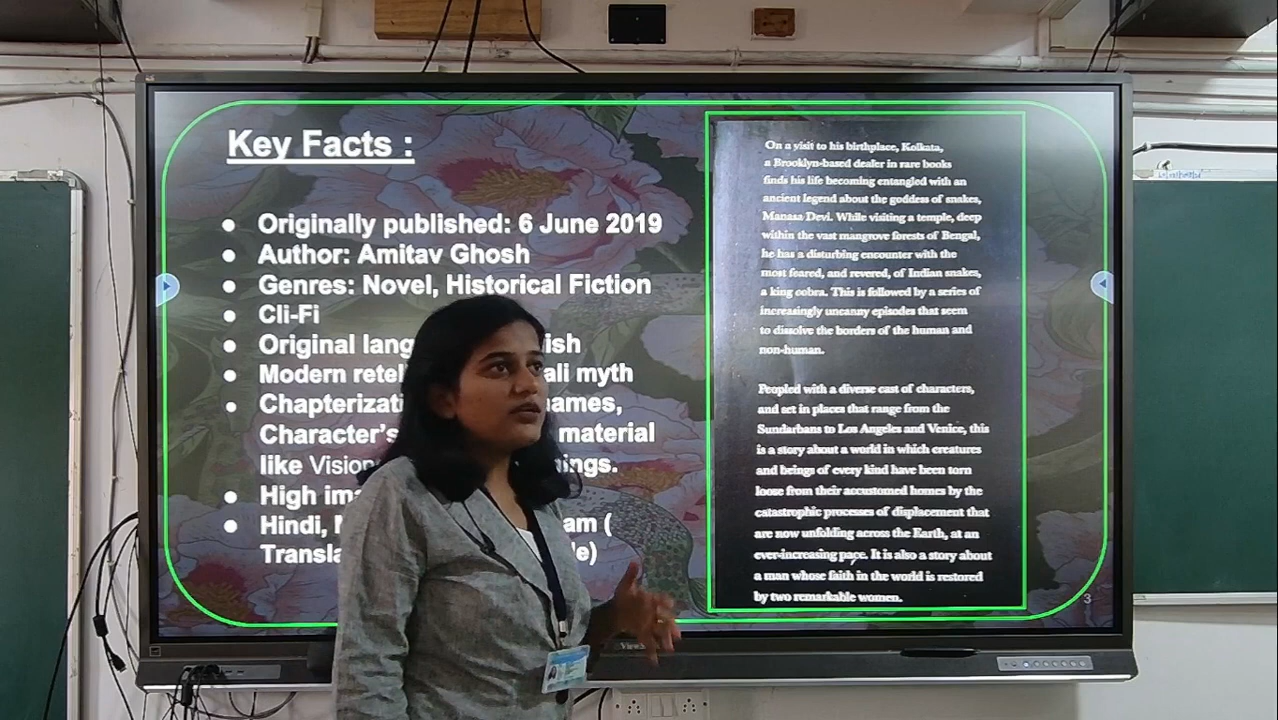 Key Facts :
● Originally published: 6 June 2019
● Author: Amitav Ghosh
● Genres: Novel, Historical Fiction
● Cli-Fi
● Original lang ish
● Modern retel ali myth
● Chapterizati names,
Character's material
like Vision ings.
● High ima
● Hindi, am (
Transla le)
On a visit to his birthplace, Kolkata,
a Brooklyn-based dealer in rare books
finds his life becoming entangled with an
ancient legend about the goddess of snakes,
Manasa Devi. While visiting a temple, deep
within the vast mangrove forests of Bengal,
he has a disturbing encounter with the
most feared, and revered, of Indian snakes,
a king cobra. This is followed by a series of
increasingly uncanny episodes that seem
to dissolve the borders of the human and
non-human.
Peopled with a diverse cast of characters,
and set in places that range from the
Sundarbans to Los Angeles and Venice, this
is a story about a world in which creatures
and beings of every kind have been torn
loose from their accustomed homes by the
catastrophic processes of displacement that
are now unfolding across the Earth, at an
ever-increasing pace. It is also a story about
a man whose faith in the world is restored
by two remarkable women.
3